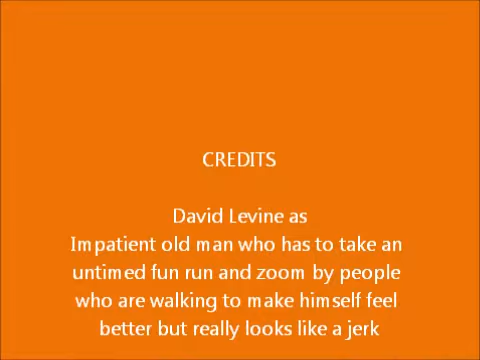 CREDITS
David Levine as
Impatient old man who has to take an
untimed fun run and zoom by people
who are walking to make himself feel
better but really looks like a jerk